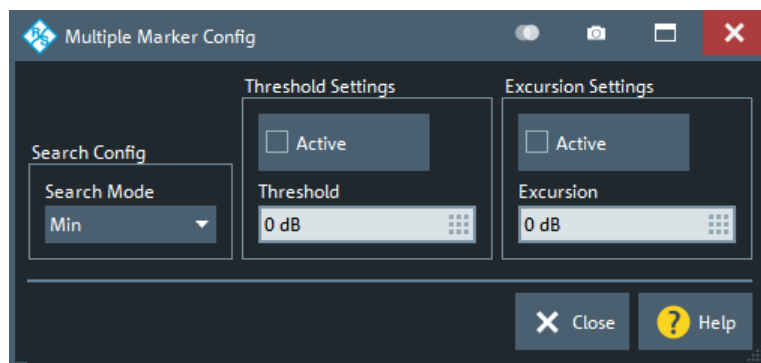 R&S Multiple Marker Config
Threshold Settings
Excursion Settings
Active
Active
Search Config
Search Mode
Threshold
Excursion
Min
0 dB
0 dB
Close
? Help